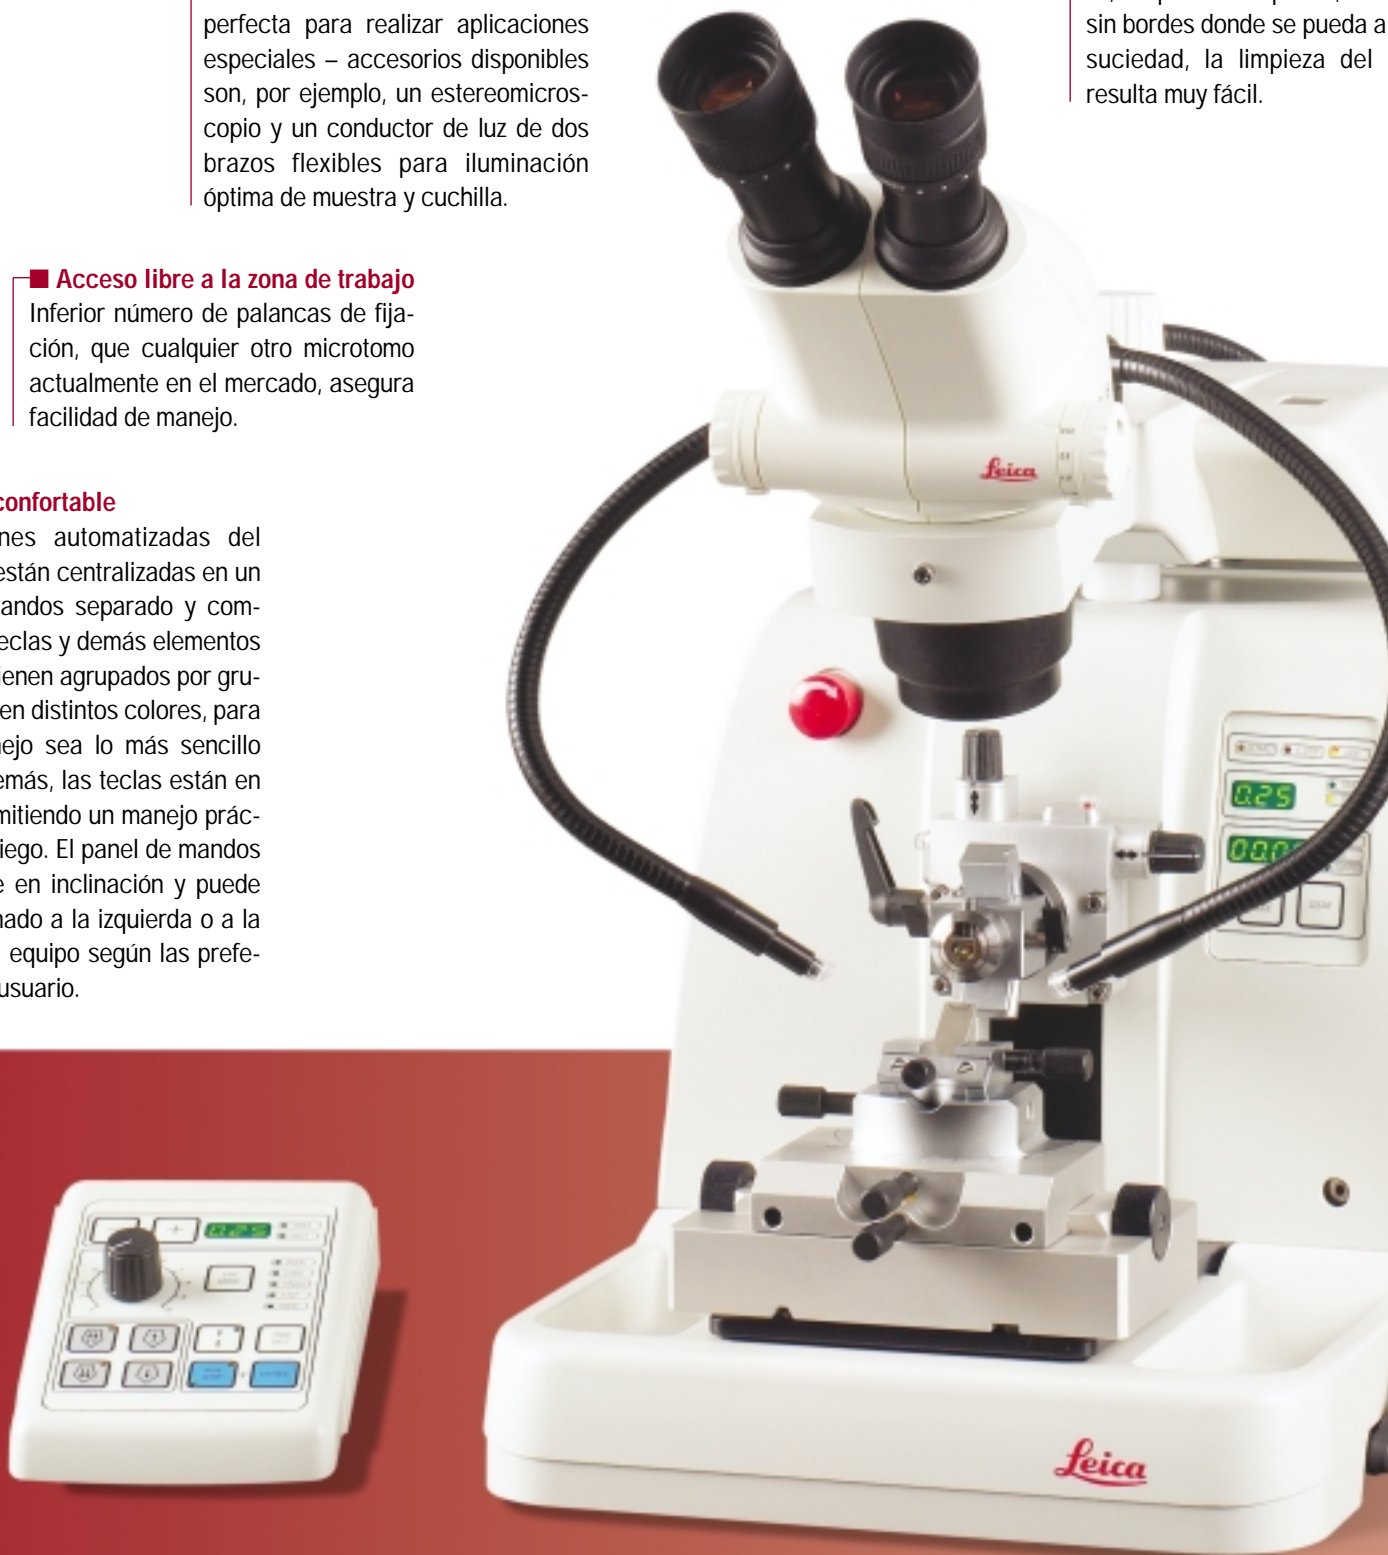 perfecta para realizar aplicaciones
especiales – accesorios disponibles
son, por ejemplo, un estereomicros-
copio y un conductor de luz de dos
brazos flexibles para iluminación
óptima de muestra y cuchilla.
sin bordes donde se pueda a
suciedad, la limpieza del
resulta muy fácil.
■ Acceso libre a la zona de trabajo
Inferior número de palancas de fija-
ción, que cualquier otro microtomo
actualmente en el mercado, asegura
facilidad de manejo.
confortable
nes automatizadas del
están centralizadas en un
andos separado y com-
eclas y demás elementos
ienen agrupados por gru-
en distintos colores, para
nejo sea lo más sencillo
emás, las teclas están en
mitiendo un manejo prác-
iego. El panel de mandos
e en inclinación y puede
nado a la izquierda o a la
equipo según las prefe-
usuario.
Leica
0.25
00.0
0.25
Leica